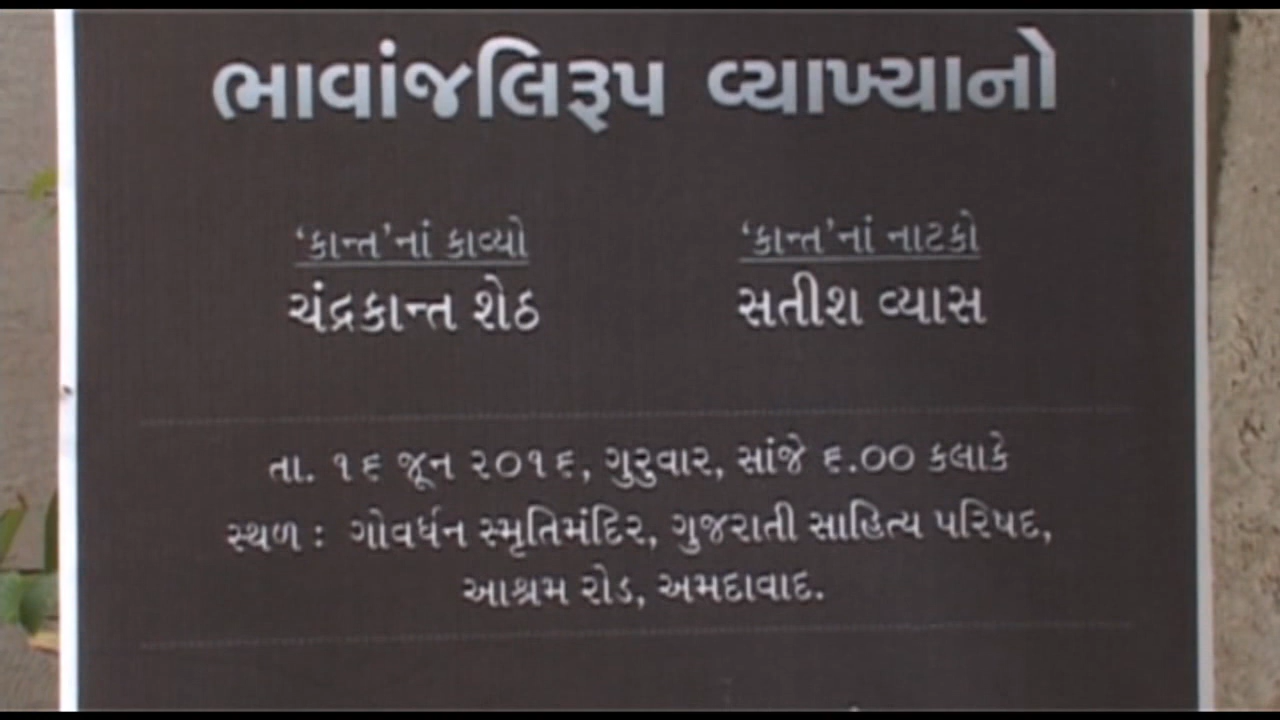 ભાવાંજલિરૂપ વ્યાખ્યાનો
‘કાન્ત’નાં કાવ્યો
ચંદ્રકાન્ત શેઠ
‘કાન્ત’નાં નાટકો
સતીશ વ્યાસ
તા. ૧૬ જૂન ૨૦૧૬, ગુરુવાર, સાંજે ૬.૦૦ કલાકે
સ્થળ : ગોવર્ધન સ્મૃતિમંદિર, ગુજરાતી સાહિત્ય પરિષદ,
આશ્રમ રોડ, અમદાવાદ.